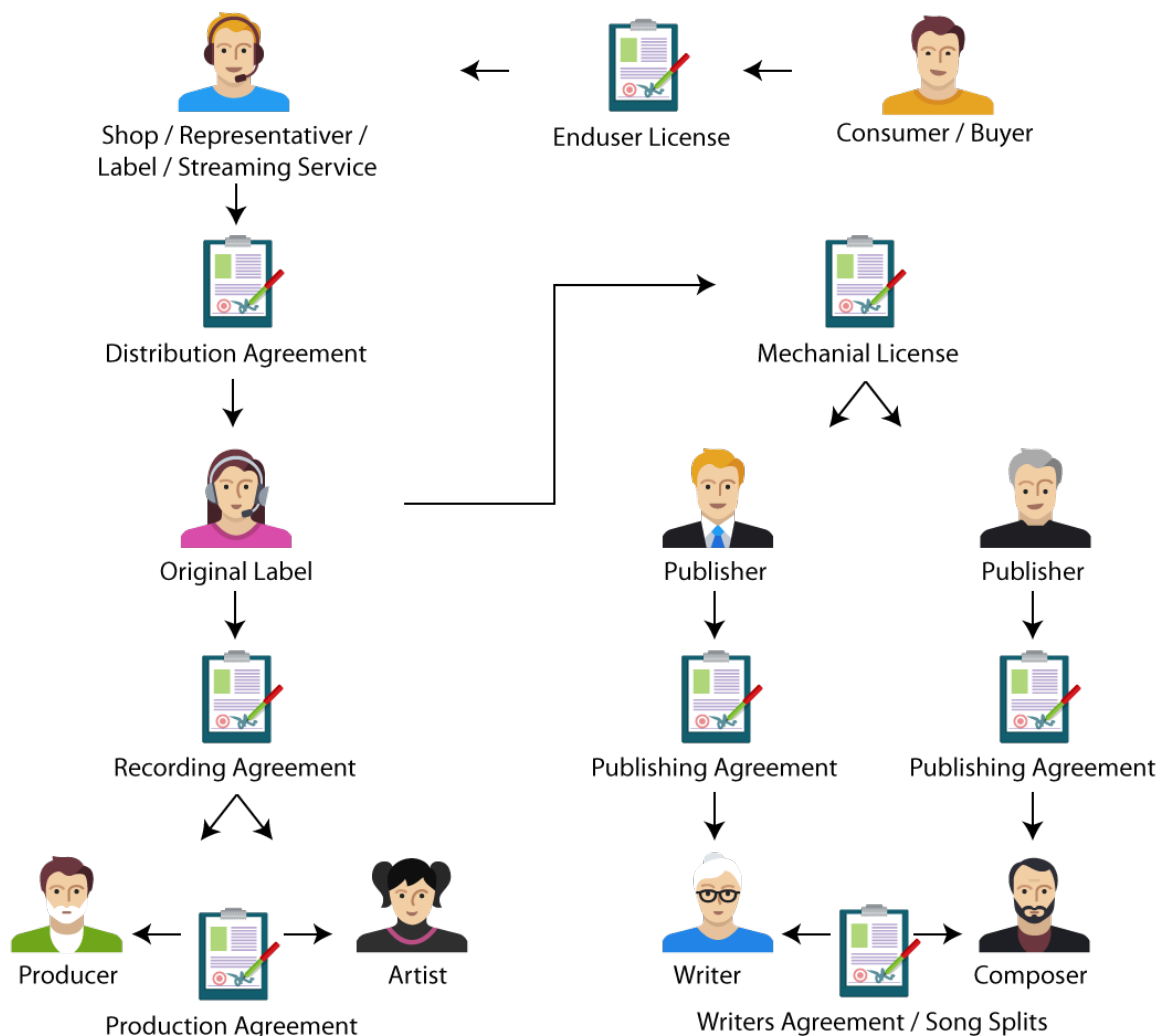 Shop / Representativer /
Label / Streaming Service
Enduser License
Consumer / Buyer
Distribution Agreement
Mechanial License
Original Label
Publisher
Publisher
Recording Agreement
Publishing Agreement
Publishing Agreement
Producer
Artist
Writer
Composer
Production Agreement
Writers Agreement / Song Splits